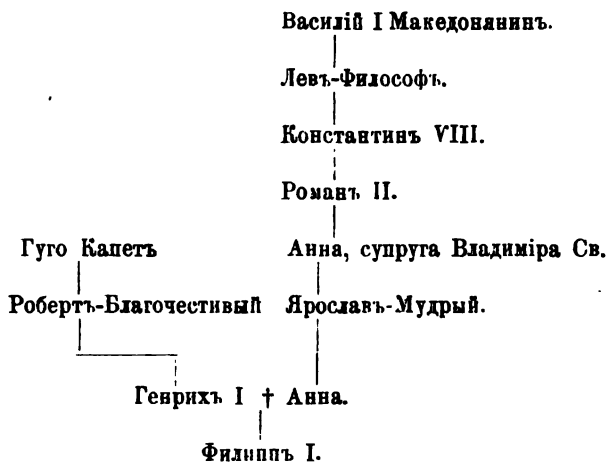 Василій I Македонянинъ.
Левъ-Философъ.
Константинъ VIII.
Романъ II.
Гуго Капетъ
Анна, супруга Владиміра Св.
Робертъ-Благочестивый
Ярославъ-Мудрый.
Генрихъ I † Анна.
Филиппъ I.